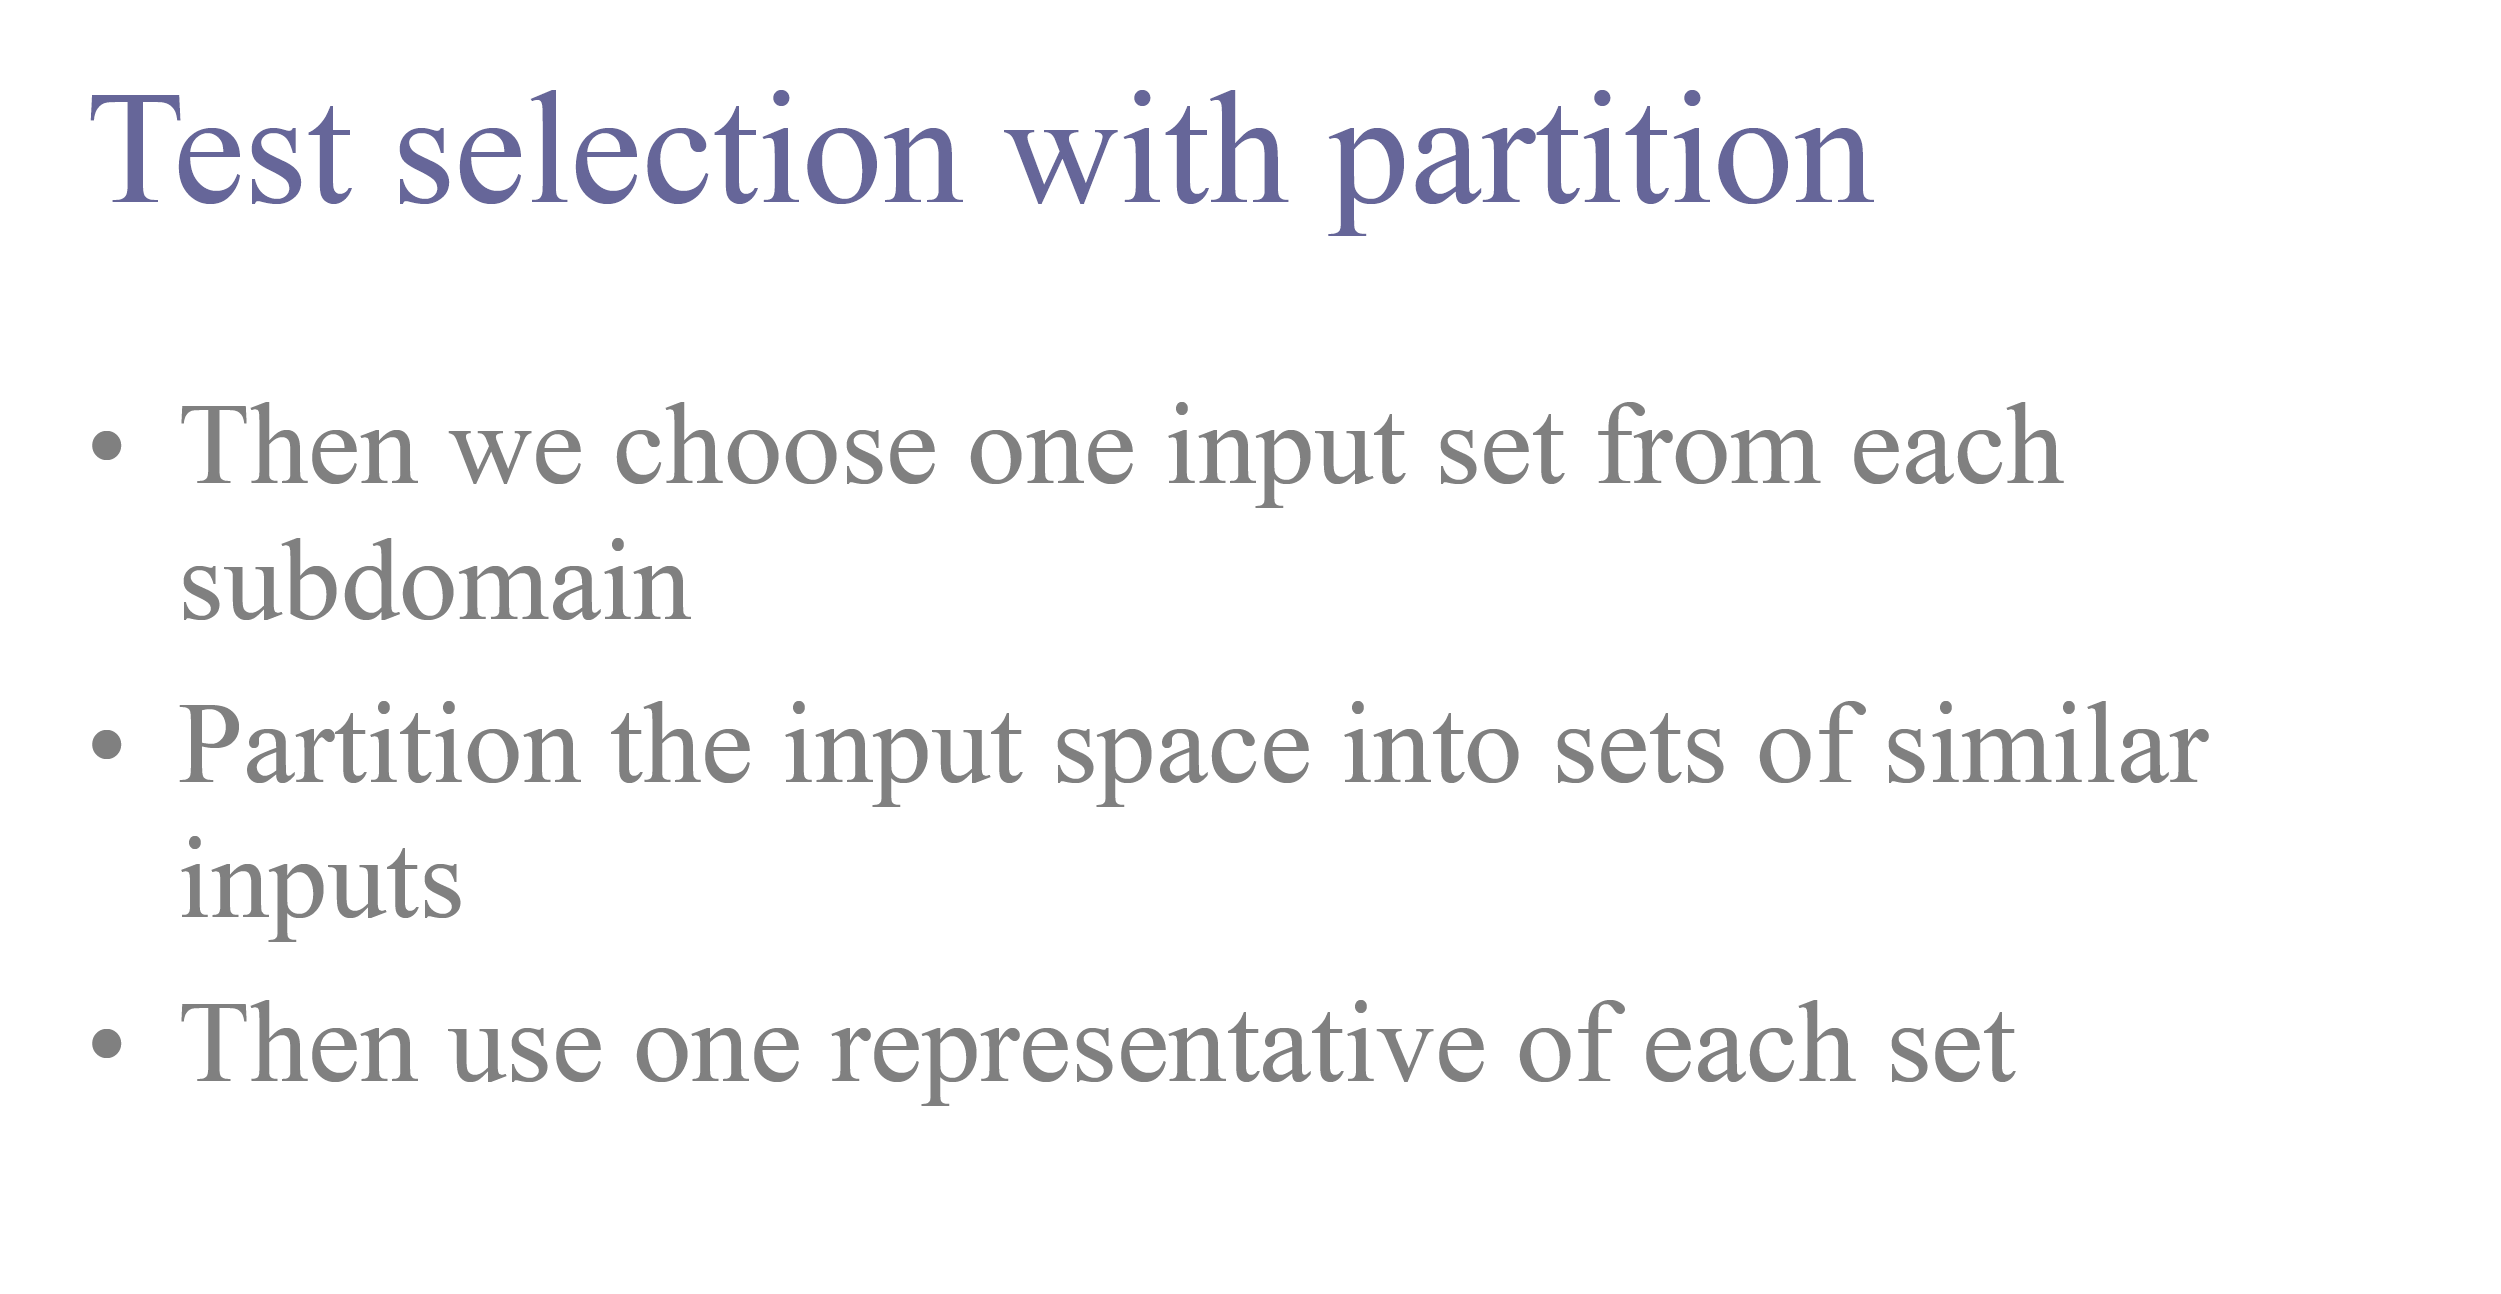 Test selection with partition
• Then we choose one input set from each
subdomain
• Partition the input space into sets of similar
inputs
• Then use one representative of each set